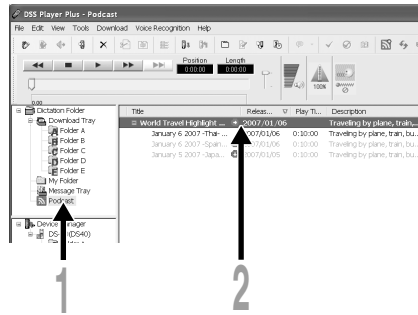 DSS Player Plus - Podcast
File Edit View Tools Download Voice Recognition Help
Position Length
0:00:00 0:00:00
100%
0:00
Dictation Folder
Download Tray
Folder A
Folder B
Folder C
Folder D
Folder E
My Folder
Message Tray
Podcast
DS-40(DS40)
Title Releas... Play Ti... Description
World Travel Highlight ... 2007/01/06 Traveling by plane, train,...
January 6 2007 -Thai- ... 2007/01/06 0:10:00 Traveling by plane, train, bu...
January 6 2007 -Spain... 2007/01/06 0:10:00 Traveling by plane, train, bu...
January 5 2007 -Japa... 2007/01/05 0:10:00 Traveling by plane, train, bu...
1
2